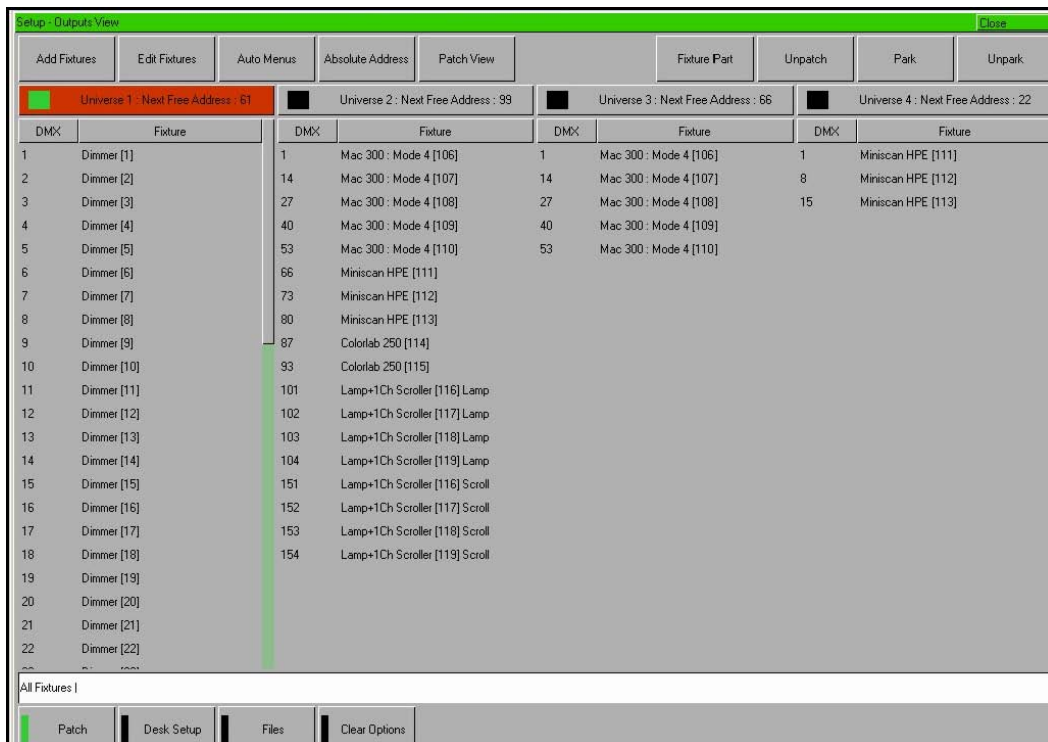 Setup - Outputs View Close
Add Fixtures Edit Fixtures Auto Menus Absolute Address Patch View Fixture Part Unpatch Park Unpark
Universe 1 : Next Free Address : 61 Universe 2 : Next Free Address : 99 Universe 3 : Next Free Address : 66 Universe 4 : Next Free Address : 22
DMX Fixture DMX Fixture DMX Fixture DMX Fixture
1 Dimmer [1] 1 Mac 300 : Mode 4 [106] 1 Mac 300 : Mode 4 [106] 1 Miniscan HPE [111]
2 Dimmer [2] 14 Mac 300 : Mode 4 [107] 14 Mac 300 : Mode 4 [107] 8 Miniscan HPE [112]
3 Dimmer [3] 27 Mac 300 : Mode 4 [108] 27 Mac 300 : Mode 4 [108] 15 Miniscan HPE [113]
4 Dimmer [4] 40 Mac 300 : Mode 4 [109] 40 Mac 300 : Mode 4 [109]
5 Dimmer [5] 53 Mac 300 : Mode 4 [110] 53 Mac 300 : Mode 4 [110]
6 Dimmer [6] 66 Miniscan HPE [111]
7 Dimmer [7] 73 Miniscan HPE [112]
8 Dimmer [8] 80 Miniscan HPE [113]
9 Dimmer [9] 87 Colorlab 250 [114]
10 Dimmer [10] 93 Colorlab 250 [115]
11 Dimmer [11] 101 Lamp+1Ch Scroller [116] Lamp
12 Dimmer [12] 102 Lamp+1Ch Scroller [117] Lamp
13 Dimmer [13] 103 Lamp+1Ch Scroller [118] Lamp
14 Dimmer [14] 104 Lamp+1Ch Scroller [119] Lamp
15 Dimmer [15] 151 Lamp+1Ch Scroller [116] Scroll
16 Dimmer [16] 152 Lamp+1Ch Scroller [117] Scroll
17 Dimmer [17] 153 Lamp+1Ch Scroller [118] Scroll
18 Dimmer [18] 154 Lamp+1Ch Scroller [119] Scroll
19 Dimmer [19]
20 Dimmer [20]
21 Dimmer [21]
22 Dimmer [22]
All Fixtures |
Patch Desk Setup Files Clear Options